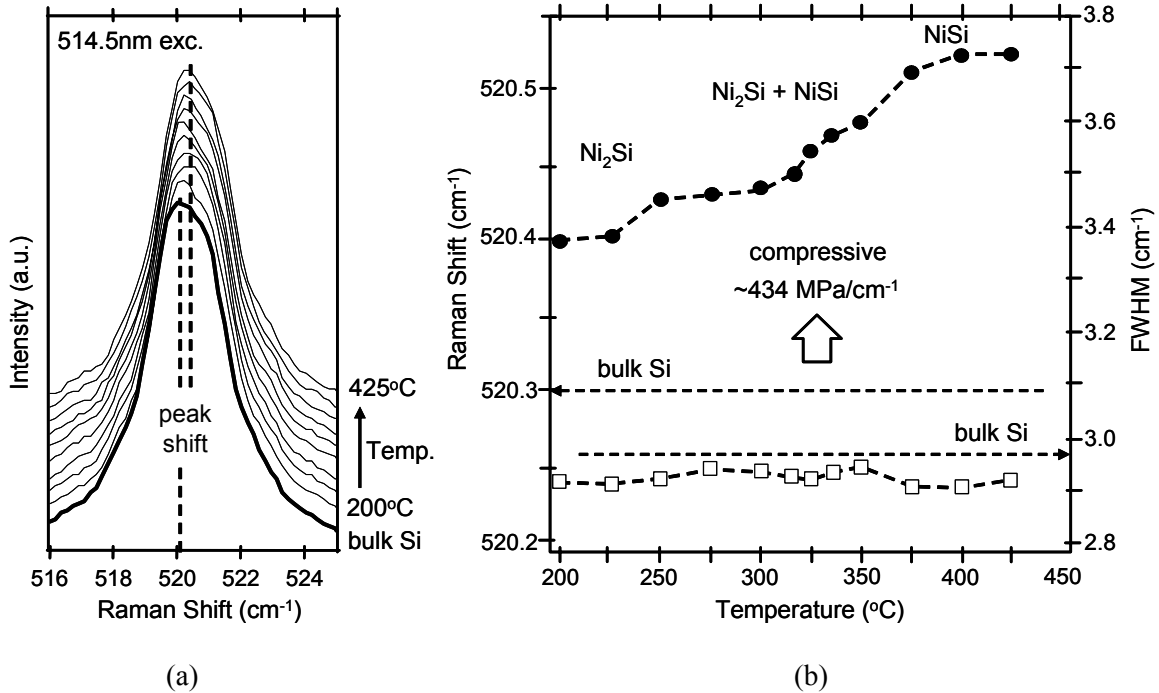 (a)
514.5nm exc.
Intensity (a.u.)
peak
shift
425ºC
Temp.
200ºC
bulk Si
516 518 520 522 524
Raman Shift (cm-1)
(b)
Raman Shift (cm-1)
520.5
520.4
520.3
520.2
NiSi
Ni2Si + NiSi
Ni2Si
compressive
~434 MPa/cm-1
bulk Si
bulk Si
3.8
3.6
3.4
3.2
3.0
2.8
FWHM (cm-1)
200 250 300 350 400 450
Temperature (ºC)
(a) (b)